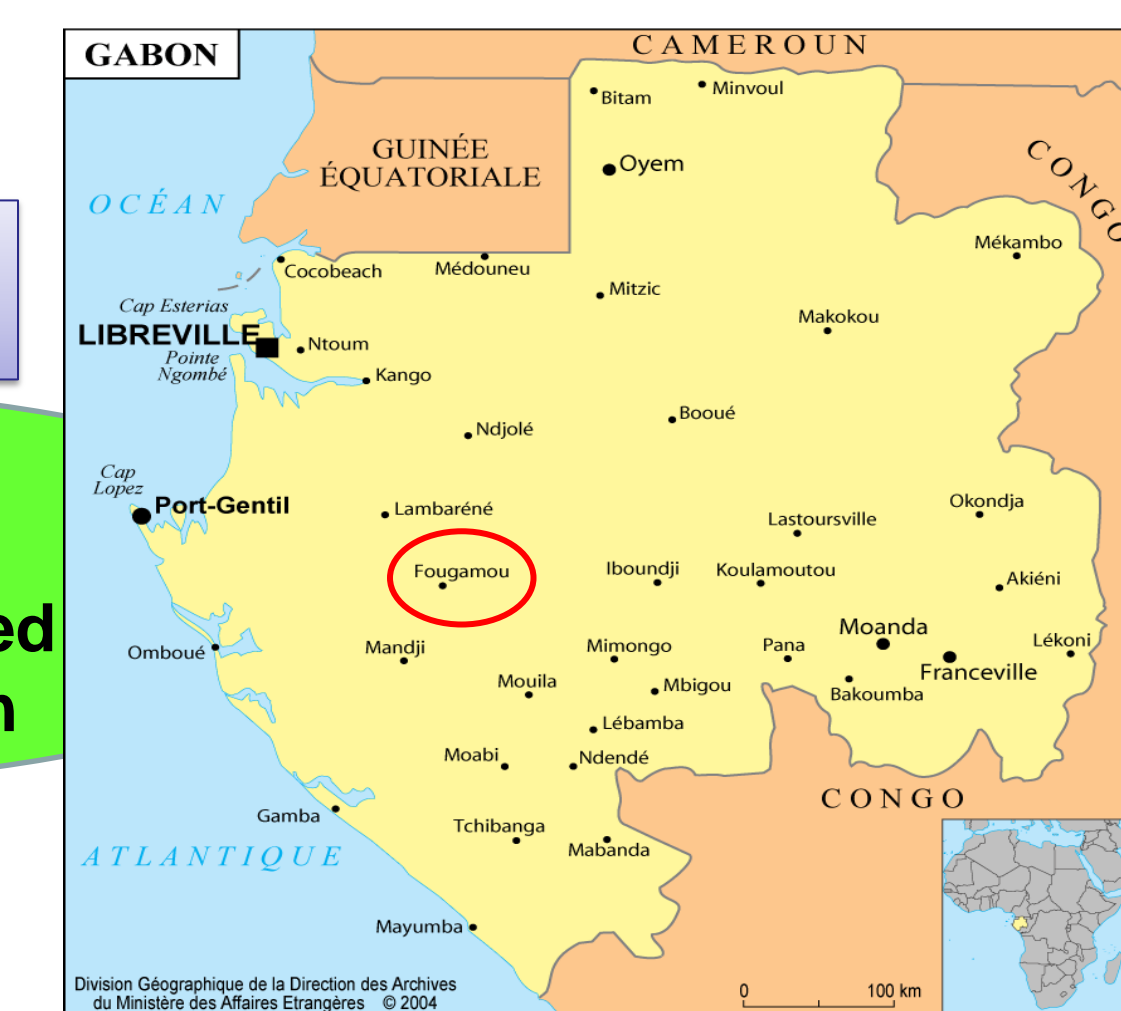 GABON
CAMEROUN
Bitam
Minvoul
GUINÉE
ÉQUATORIALE
Oyem
CONGO
OCÉAN
Mékambo
Cocobeach
Médouneu
Mitzic
Cap Esterias
Makokou
LIBREVILLE
Ntoum
Pointe
Ngombé
Kango
Booué
Ndjolé
Cap
Lopez
Port-Gentil
Lambaréné
Okondja
Lastoursville
Fougamou
Iboundji
Koulamoutou
Akiéni
ed
n
Moanda
Omboué
Mandji
Mimongo
Pana
Lékoni
Franceville
Mouila
Mbigou
Bakoumba
Lébamba
Moabi
Ndendé
CONGO
Gamba
Tchibanga
Mabanda
ATLANTIQUE
Mayumba
Division Géographique de la Direction des Archives
du Ministère des Affaires Etrangères © 2004
0 100 km